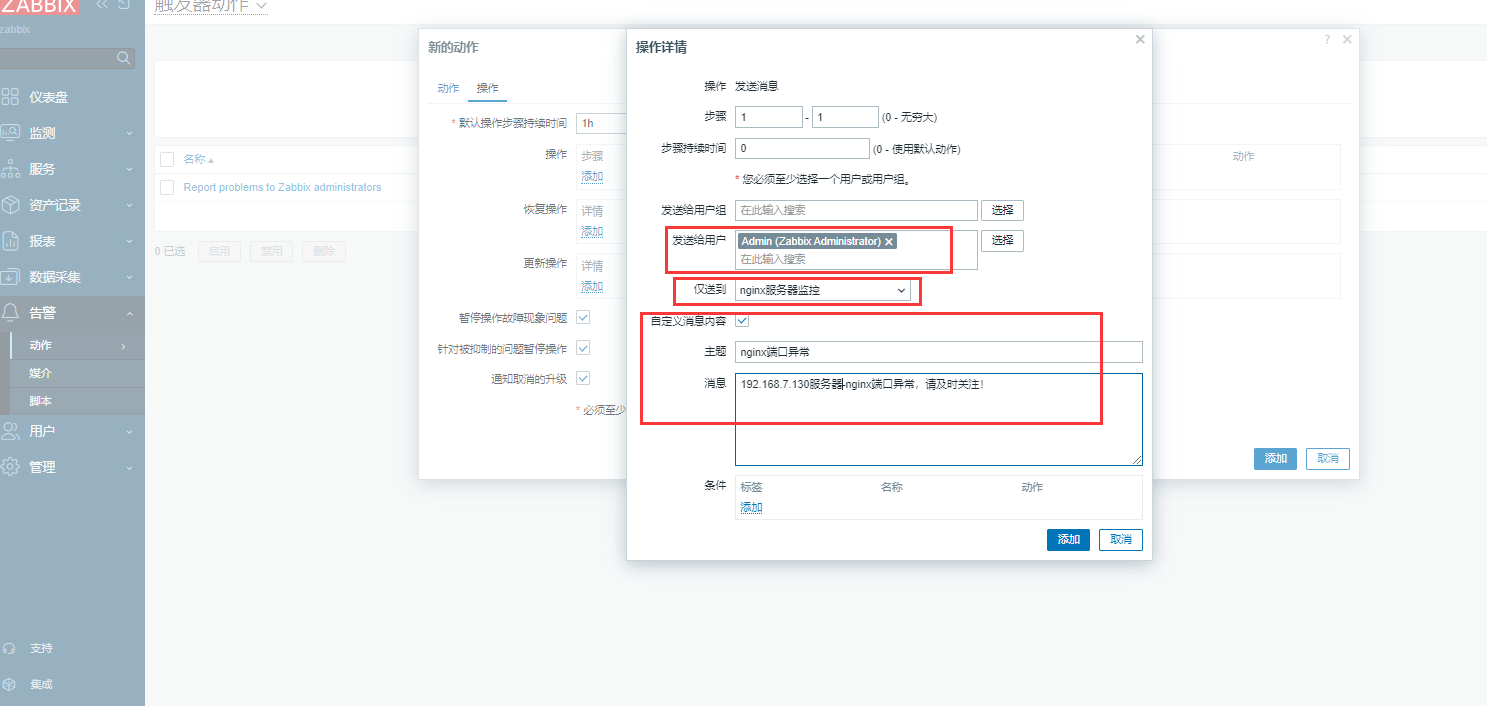 ZABBIX
zabbix
仪表盘
监测
服务
资产记录
报表
数据采集
告警
动作
媒介
脚本
用户
管理
支持
集成
触发器动作
名称
Report problems to Zabbix administrators
0 已选
启用
禁用
删除
新的动作
?
动作
操作
* 默认操作步骤持续时间
1h
操作
步骤
添加
动作
恢复操作
详情
添加
更新操作
详情
添加
暂停操作故障现象问题
针对被抑制的问题暂停操作
通知取消的升级
* 必须至少
添加
取消
操作详情
操作
发送消息
步骤
1 - 1 (0 - 无穷大)
步骤持续时间
0 (0 - 使用默认动作)
* 您必须至少选择一个用户或用户组。
发送给用户组
在此输入搜索
选择
发送给用户
Admin (Zabbix Administrator)
在此输入搜索
选择
仅送到
nginx服务器监控
自定义消息内容
主题
nginx端口异常
消息
192.168.7.130服务器-nginx端口异常，请及时关注！
条件
标签
名称
动作
添加
添加
取消